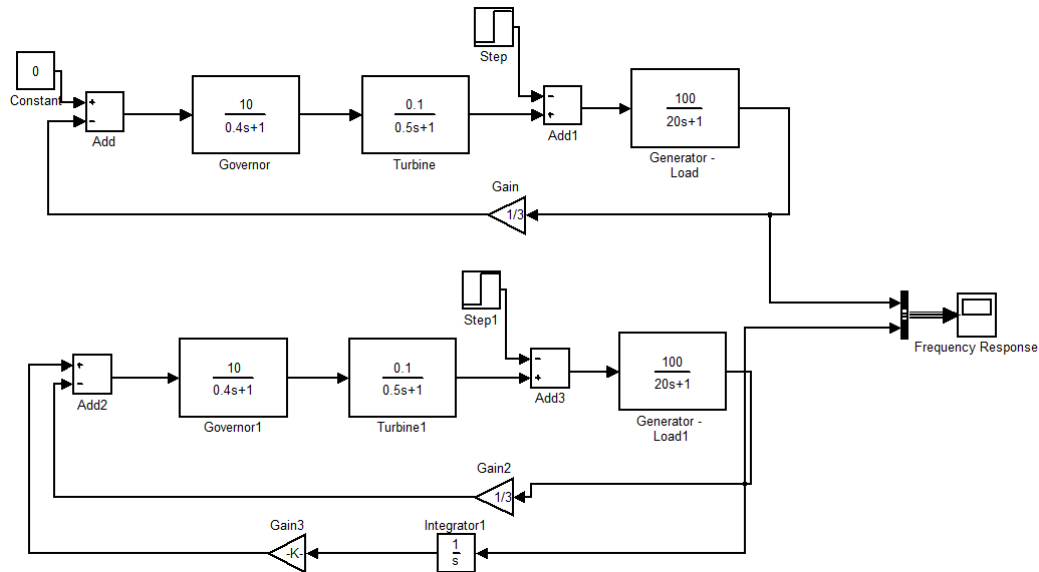 0
Constant
+
-
Add
10
0.4s+1
Governor
0.1
0.5s+1
Turbine
Step
-
+
Add1
100
20s+1
Generator -
Load
Gain
1/3
+
-
Add2
10
0.4s+1
Governor1
0.1
0.5s+1
Turbine1
Step1
-
+
Add3
100
20s+1
Generator -
Load1
Frequency Response
Gain2
1/3
Gain3
-K-
Integrator1
1
s